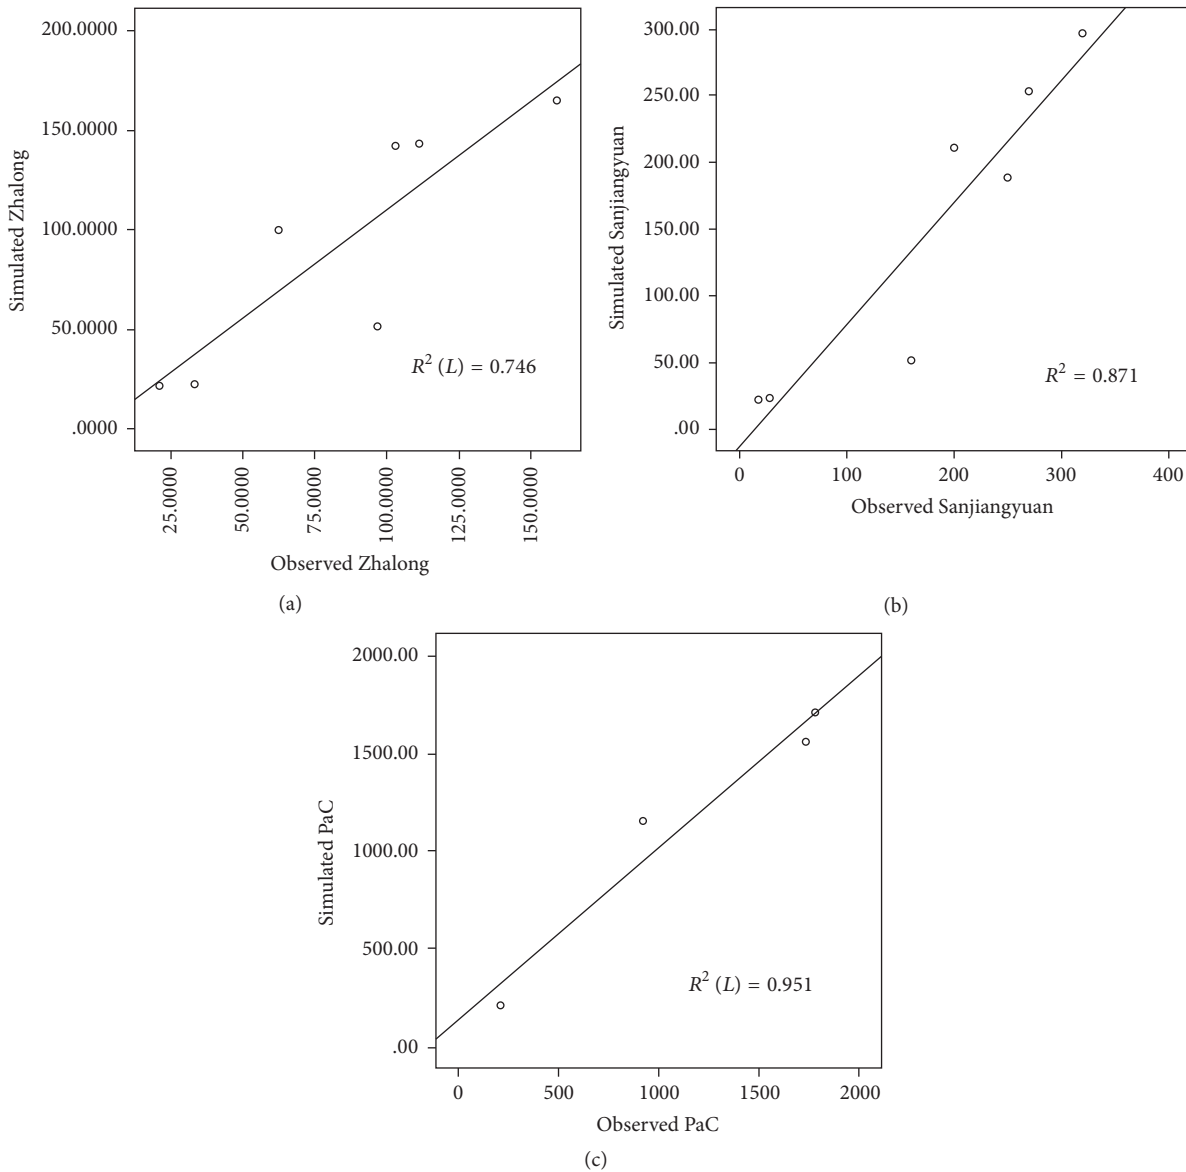 200.0000
150.0000
100.0000
50.0000
.0000
Simulated Zhalong
R² (L) = 0.746
25.0000
50.0000
75.0000
100.0000
125.0000
150.0000
Observed Zhalong
(a)
300.00
250.00
200.00
150.00
100.00
50.00
.00
Simulated Sanjiangyuan
R² = 0.871
0 100 200 300 400
Observed Sanjiangyuan
(b)
2000.00
1500.00
1000.00
500.00
.00
Simulated PaC
R² (L) = 0.951
0 500 1000 1500 2000
Observed PaC
(c)